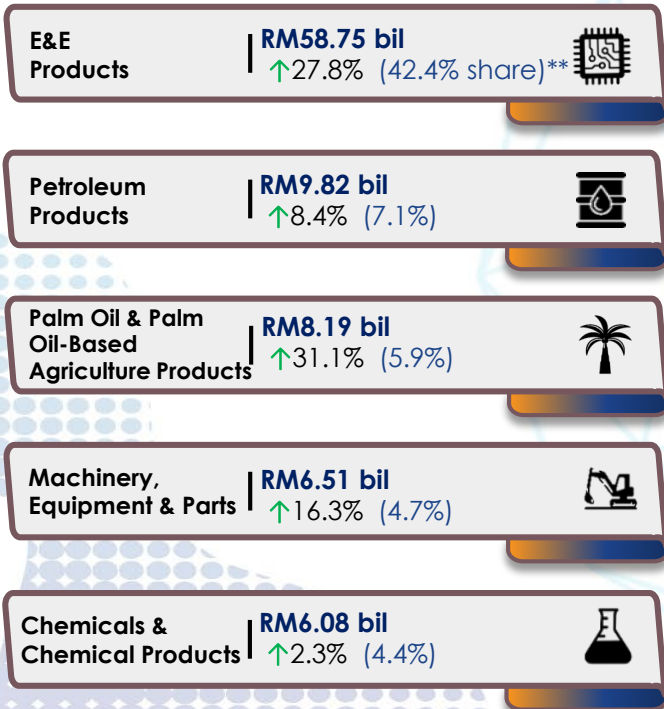 E&E
Products
RM58.75 bil
↑27.8% (42.4% share)**
Petroleum
Products
RM9.82 bil
↑8.4% (7.1%)
Palm Oil & Palm
Oil-Based
Agriculture Products
RM8.19 bil
↑31.1% (5.9%)
Machinery,
Equipment & Parts
RM6.51 bil
↑16.3% (4.7%)
Chemicals &
Chemical Products
RM6.08 bil
↑2.3% (4.4%)